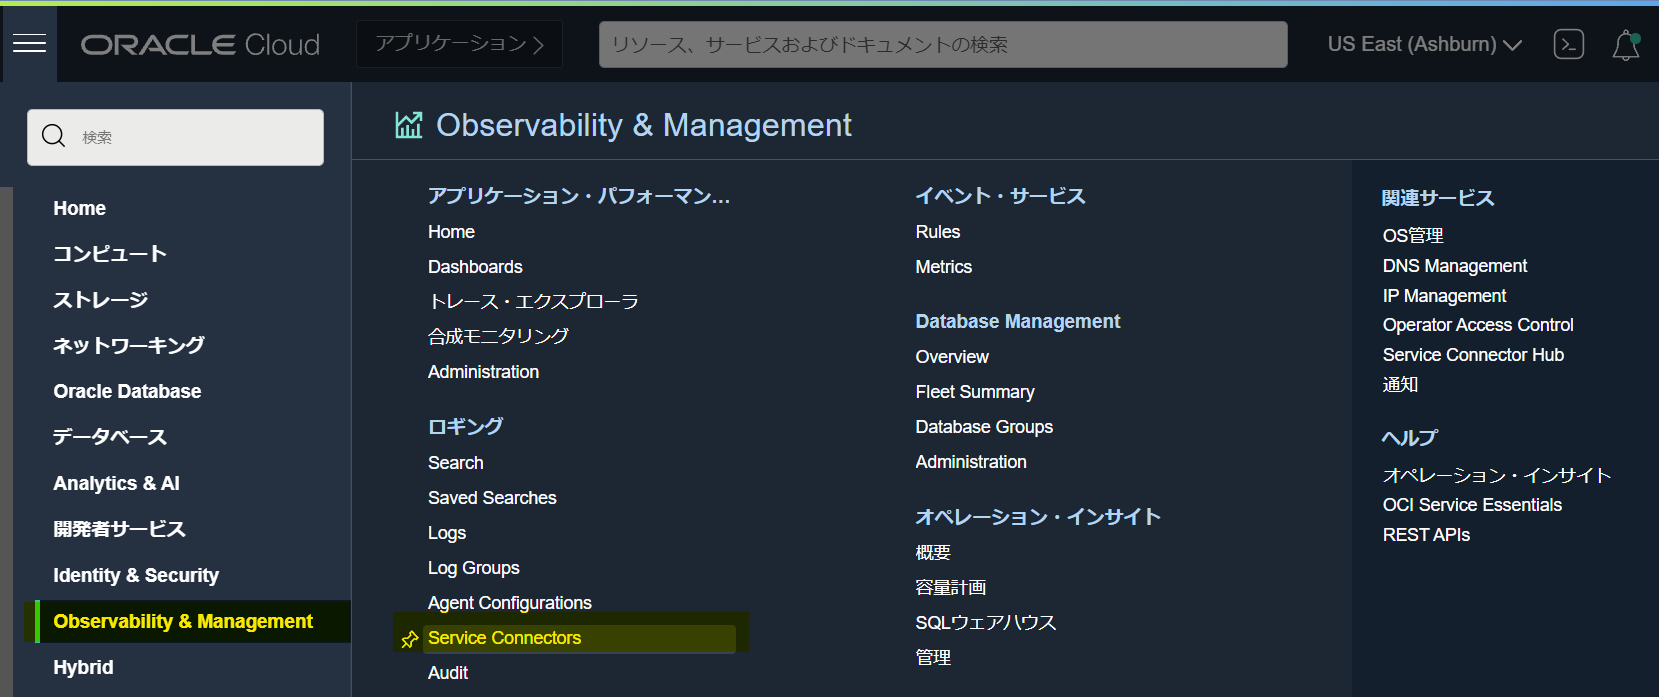 ORACLE Cloud
アプリケーション
リソース、サービスおよびドキュメントの検索
US East (Ashburn)
検索
Home
コンピュート
ストレージ
ネットワーキング
Oracle Database
データベース
Analytics & AI
開発者サービス
Identity & Security
Observability & Management
Hybrid
Observability & Management
アプリケーション・パフォーマン...
Home
Dashboards
トレース・エクスプローラ
合成モニタリング
Administration
ロギング
Search
Saved Searches
Logs
Log Groups
Agent Configurations
Service Connectors
Audit
イベント・サービス
Rules
Metrics
Database Management
Overview
Fleet Summary
Database Groups
Administration
オペレーション・インサイト
概要
容量計画
SQLウェアハウス
管理
関連サービス
OS管理
DNS Management
IP Management
Operator Access Control
Service Connector Hub
通知
ヘルプ
オペレーション・インサイト
OCI Service Essentials
REST APIs